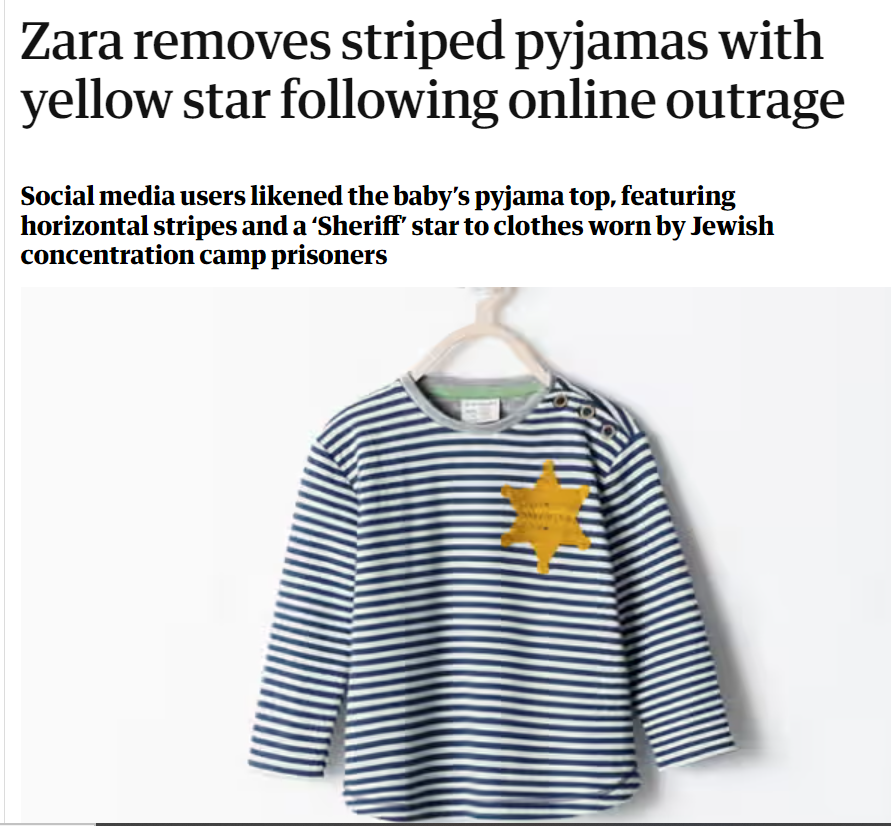 Zara removes striped pyjamas with
yellow star following online outrage
Social media users likened the baby’s pyjama top, featuring
horizontal stripes and a ‘Sheriff’ star to clothes worn by Jewish
concentration camp prisoners